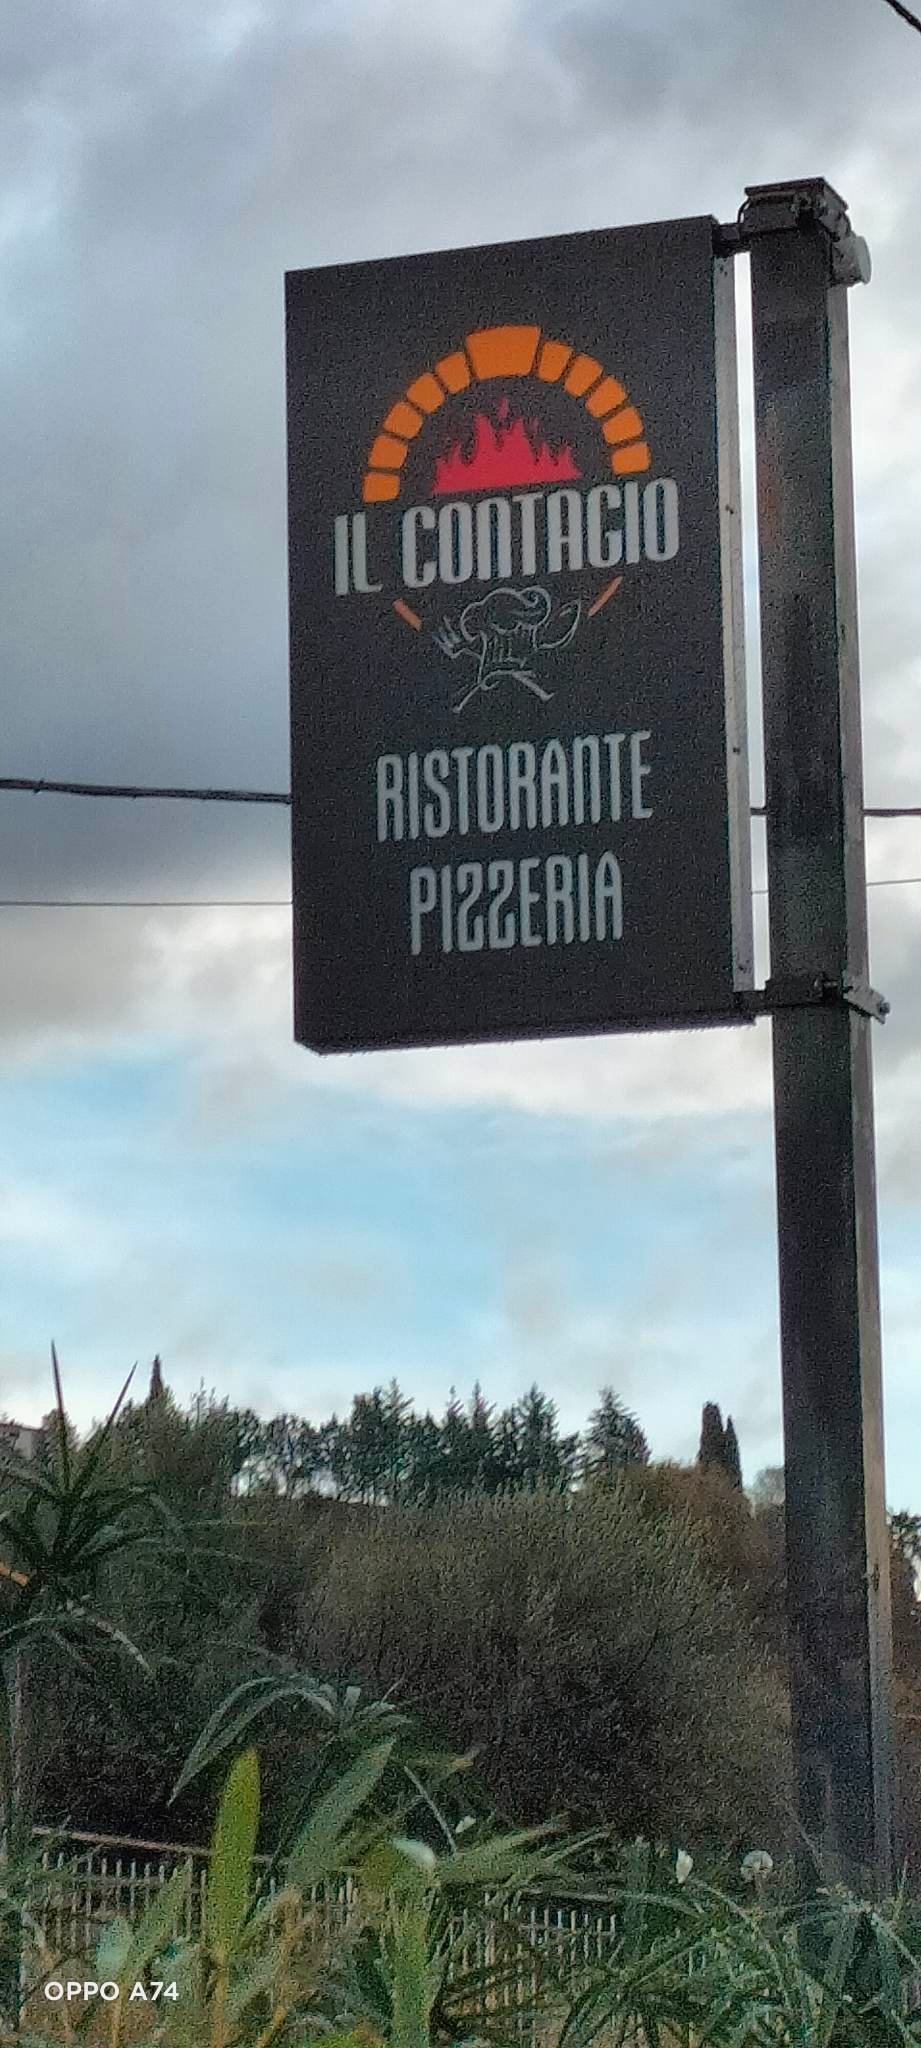 IL CONTAGIO
RISTORANTE
PIZZERIA
OPPO A74